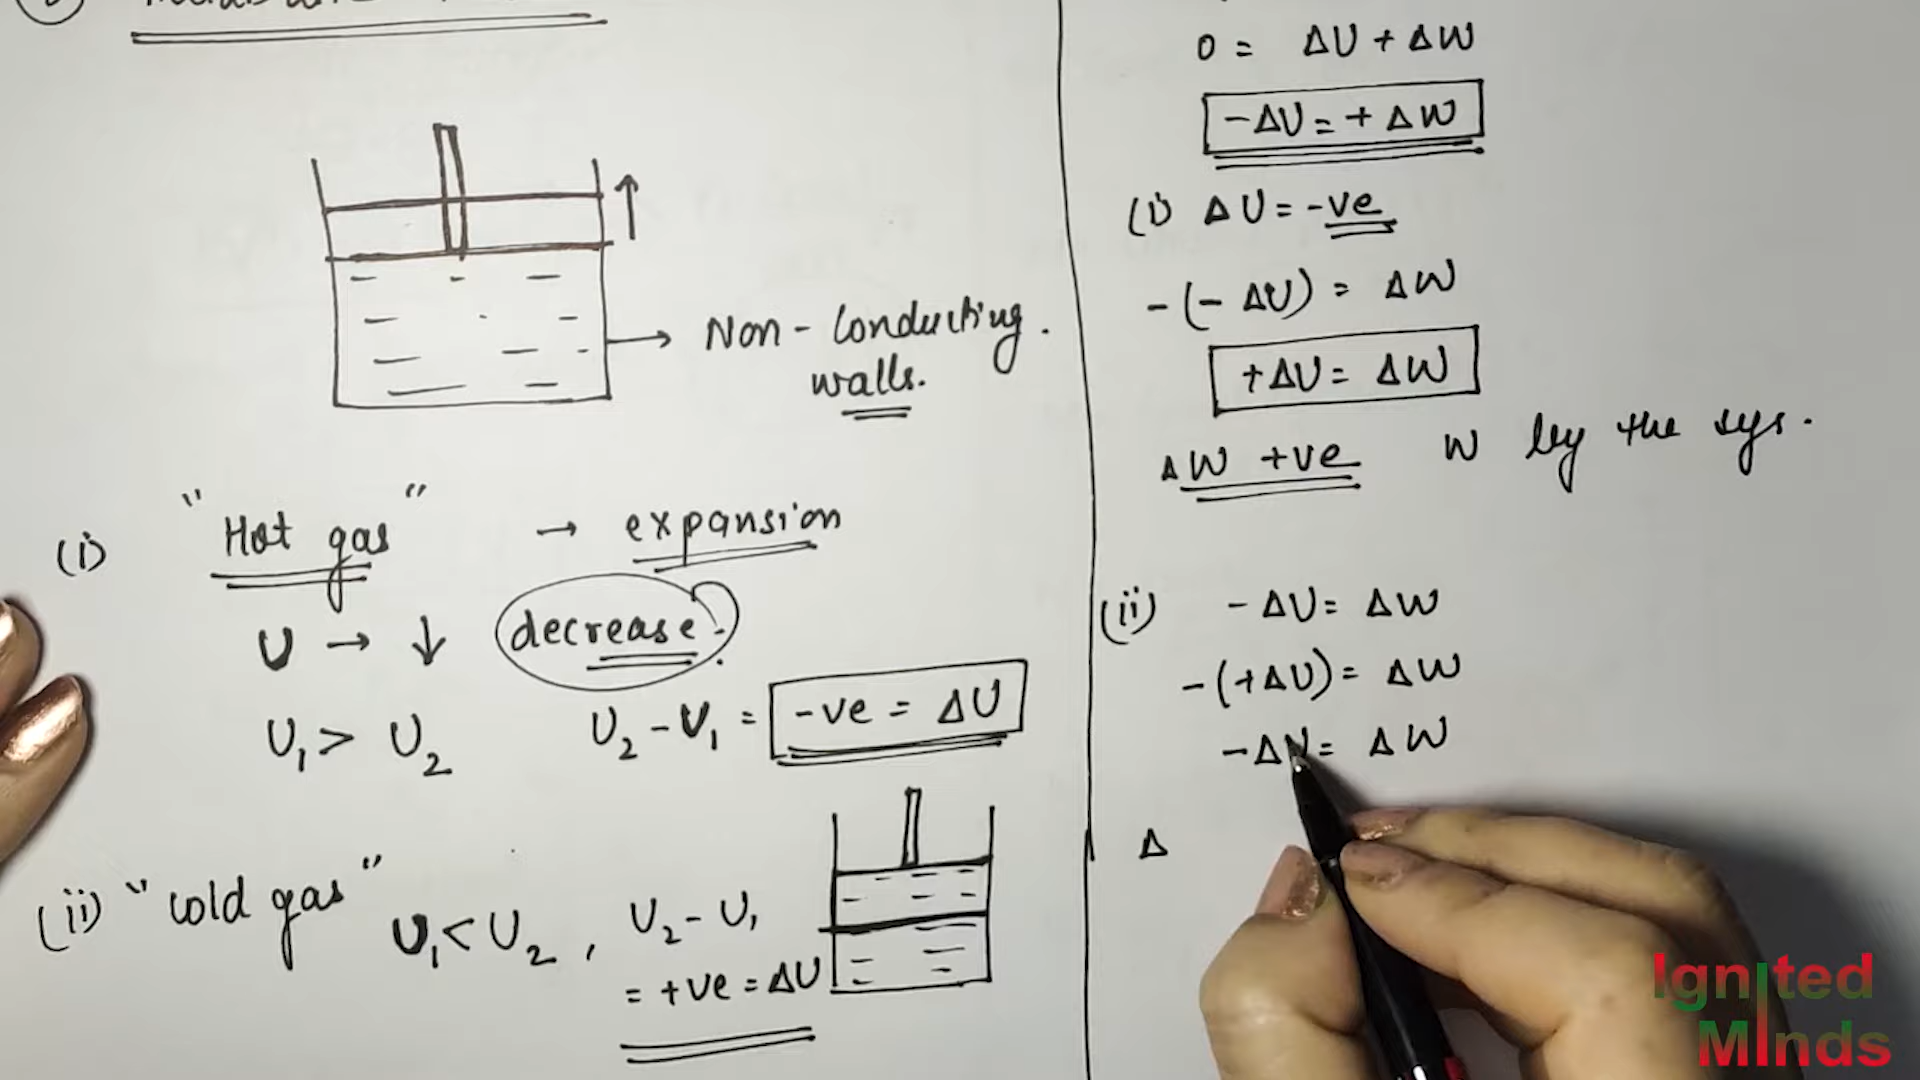 Non-Conducting.
walls.
(i) "Hot gas" → expansion
U → ↓ decrease.
U₁ > U₂ U₂ - U₁ = -ve = ΔU
(ii) "cold gas" U₁ < U₂, U₂ - U₁
= +ve = ΔU
0 = ΔU + ΔW
-ΔU = + ΔW
(i) ΔU = -ve
-(- ΔU) = ΔW
+ΔU = ΔW
ΔW +ve W by the sys.
(ii) -ΔU = ΔW
-(+ΔU) = ΔW
-ΔU = ΔW
Δ
Ignited
Minds